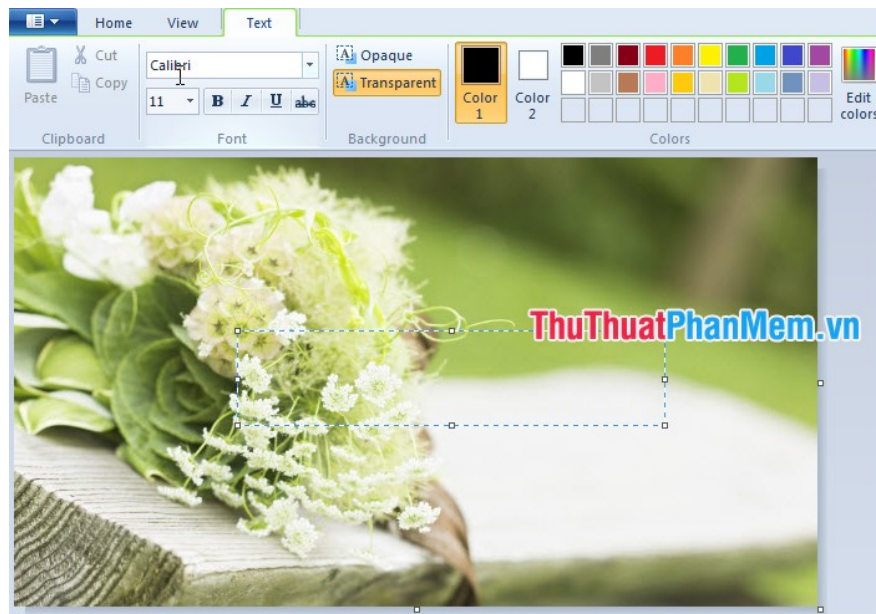 Home View Text
Cut
Copy
Paste
Clipboard
Calibri
11 B I U abc
Font
Opaque
Transparent
Background
Color 1
Color 2
Edit colors
Colors
ThuThuatPhanMem.vn